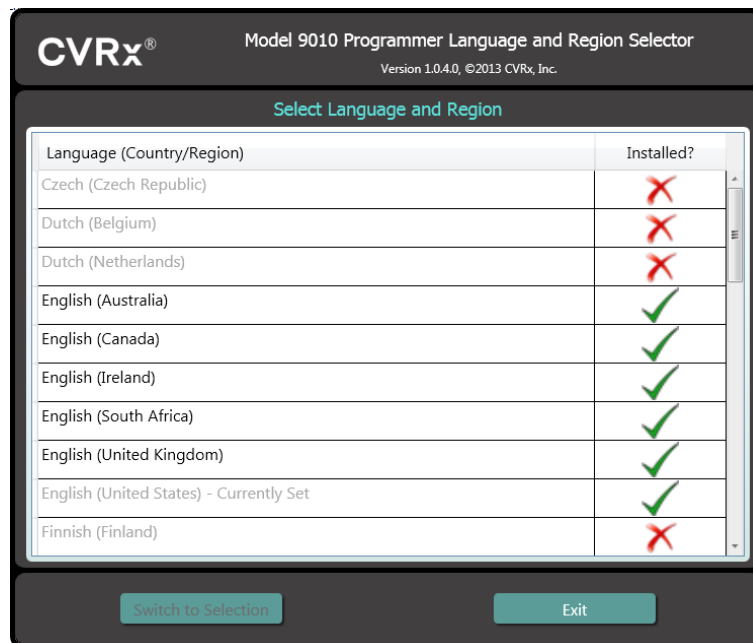 CVRx®
Model 9010 Programmer Language and Region Selector
Version 1.0.4.0, ©2013 CVRx, Inc.
Select Language and Region
Language (Country/Region) Installed?
Czech (Czech Republic)
Dutch (Belgium)
Dutch (Netherlands)
English (Australia)
English (Canada)
English (Ireland)
English (South Africa)
English (United Kingdom)
English (United States) - Currently Set
Finnish (Finland)
Switch to Selection Exit